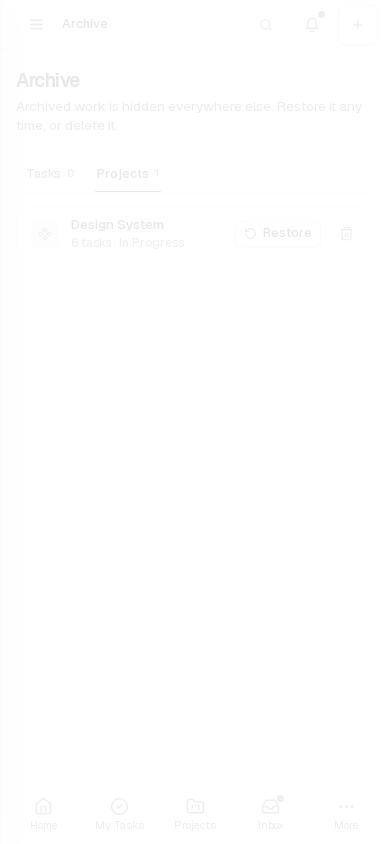 Archive
Archive
Archived work is hidden everywhere else. Restore it any
time, or delete it.
Tasks 0 Projects 1
Design System
6 tasks · In Progress
Restore
Home My Tasks Projects Inbox More